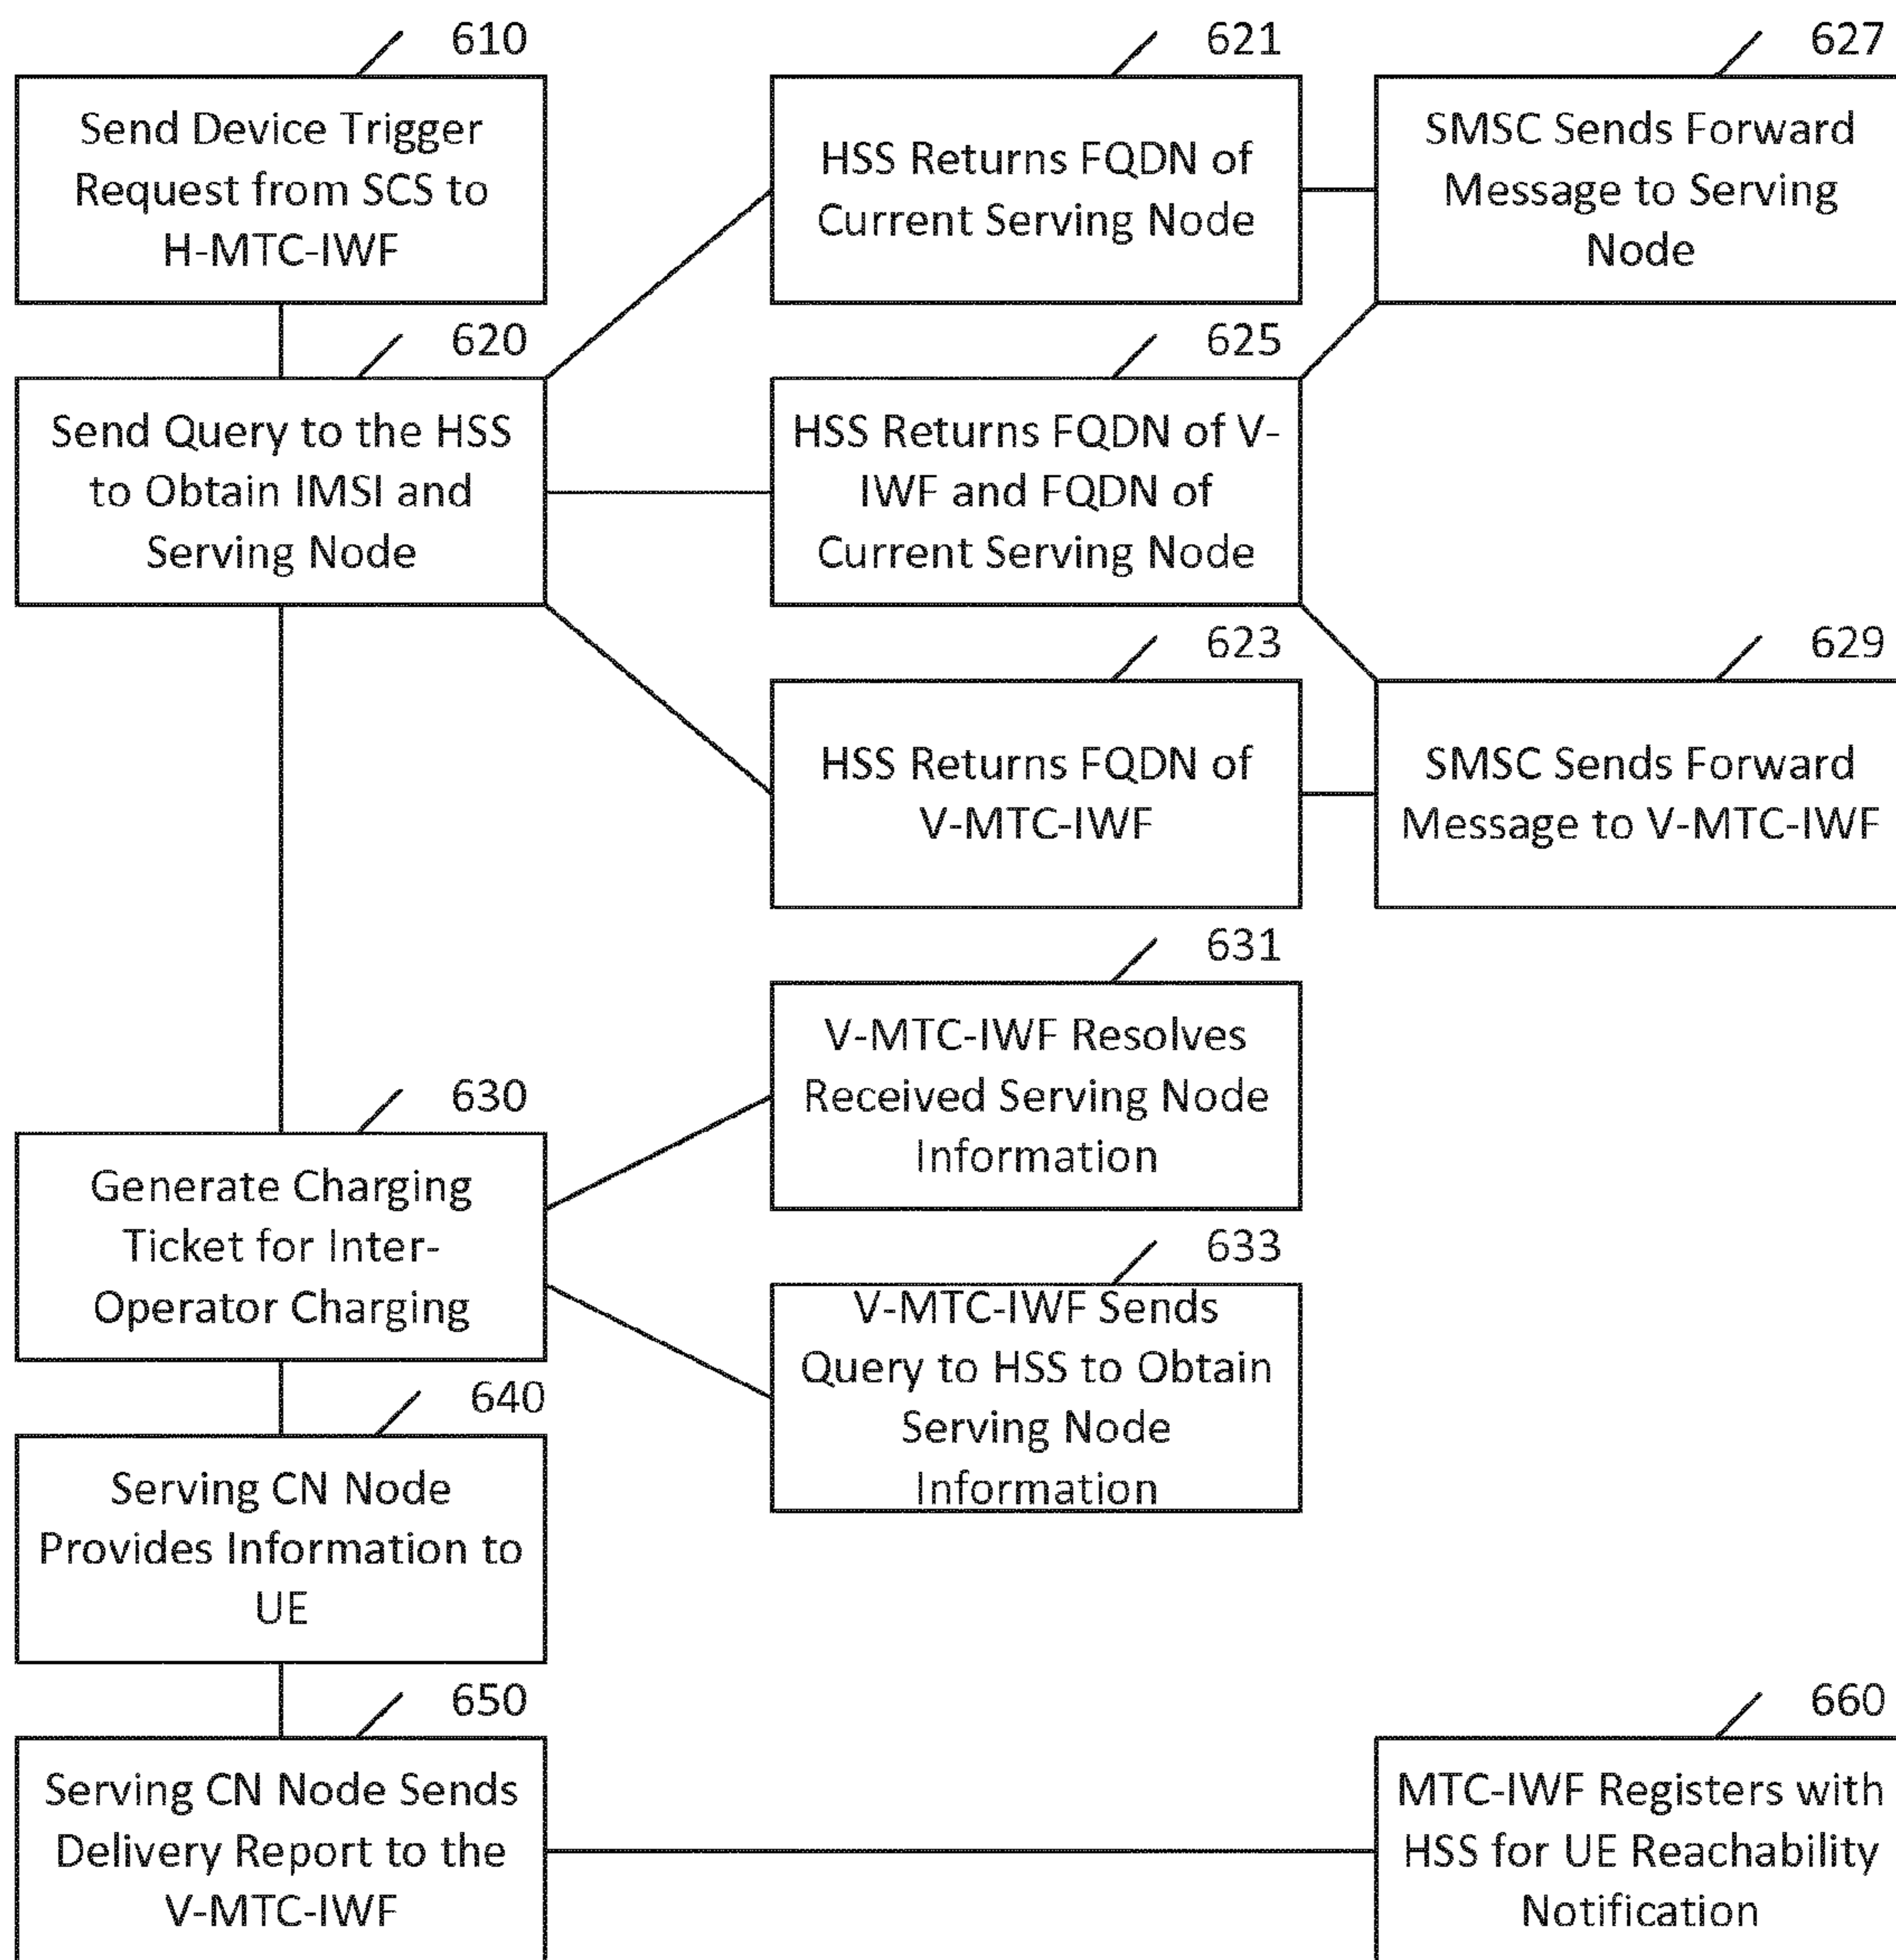 610
Send Device Trigger
Request from SCS to
H-MTC-IWF
621
HSS Returns FQDN of
Current Serving Node
627
SMSC Sends Forward
Message to Serving
Node
620
Send Query to the HSS
to Obtain IMSI and
Serving Node
625
HSS Returns FQDN of V-
IWF and FQDN of
Current Serving Node
623
HSS Returns FQDN of
V-MTC-IWF
629
SMSC Sends Forward
Message to V-MTC-IWF
631
V-MTC-IWF Resolves
Received Serving Node
Information
630
Generate Charging
Ticket for Inter-
Operator Charging
633
V-MTC-IWF Sends
Query to HSS to Obtain
Serving Node
Information
640
Serving CN Node
Provides Information to
UE
650
Serving CN Node Sends
Delivery Report to the
V-MTC-IWF
660
MTC-IWF Registers with
HSS for UE Reachability
Notification